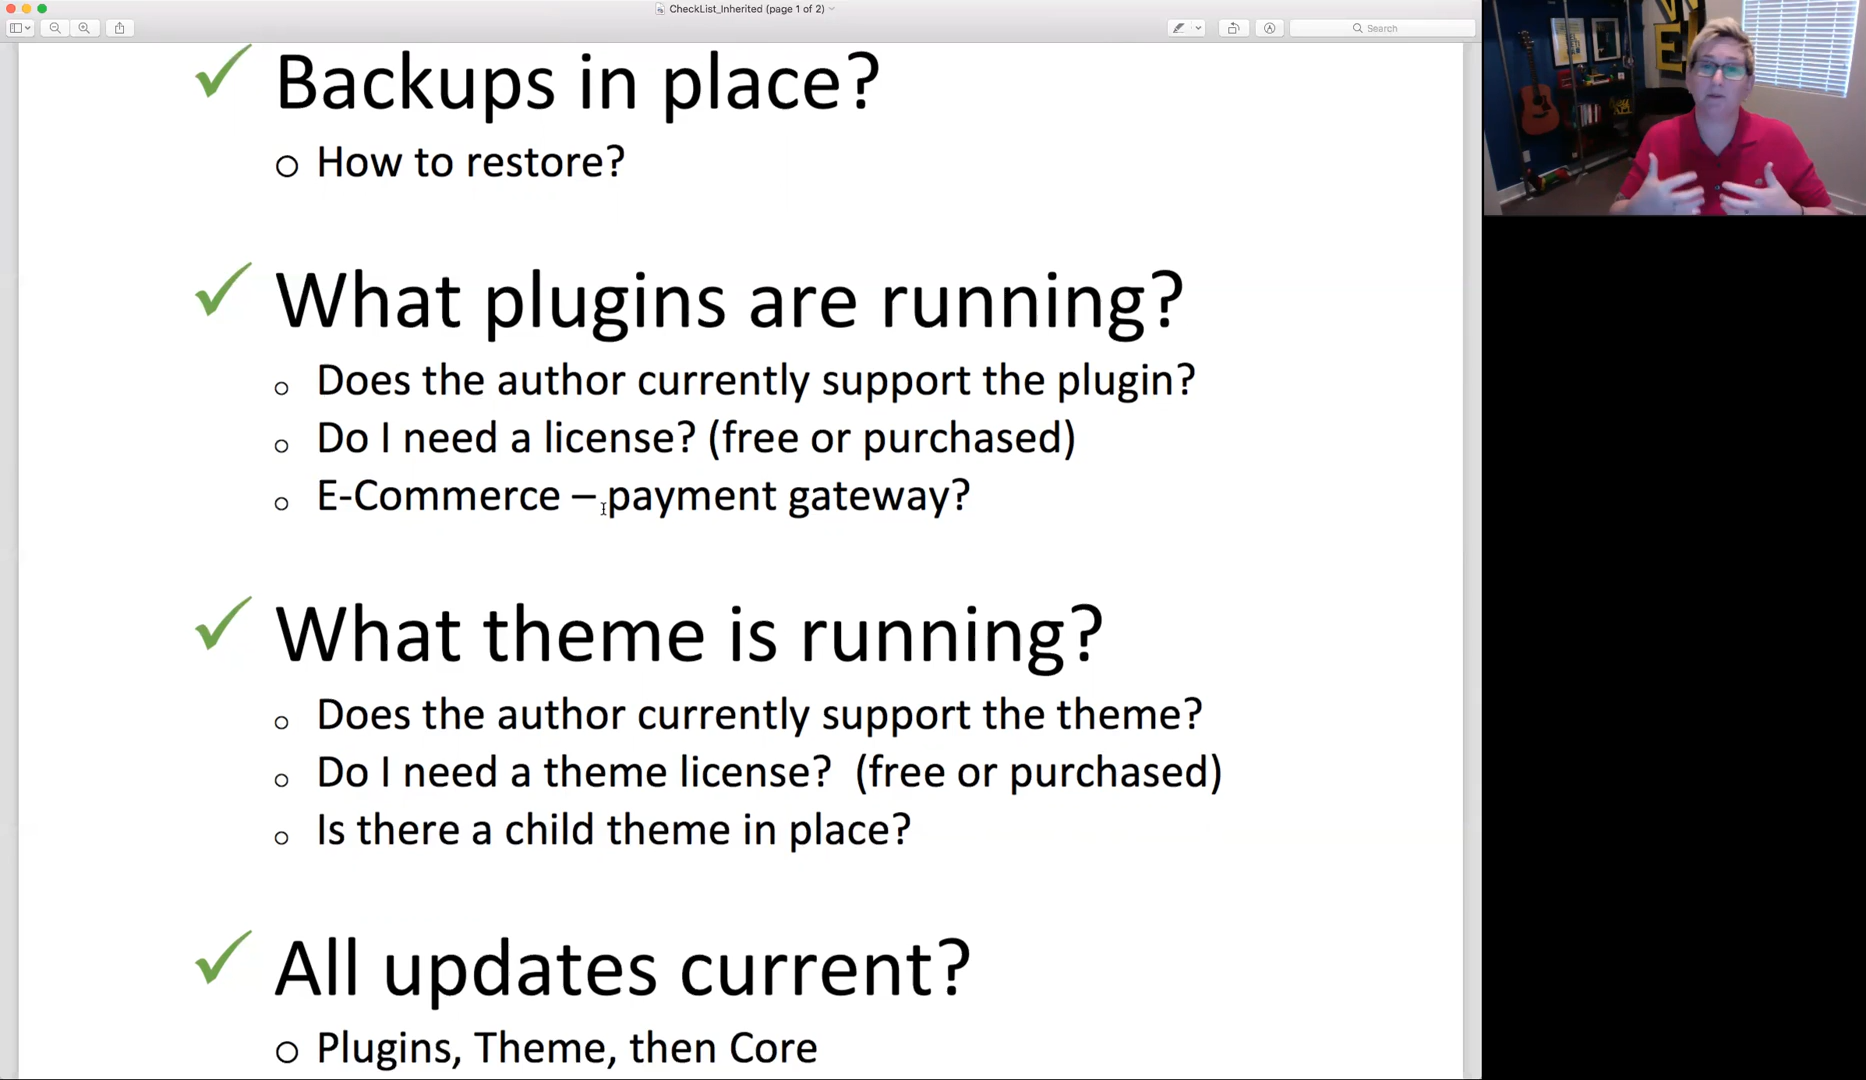 CheckList_Inherited (page 1 of 2)
Search
Backups in place?
How to restore?
What plugins are running?
Does the author currently support the plugin?
Do I need a license? (free or purchased)
E-Commerce – payment gateway?
What theme is running?
Does the author currently support the theme?
Do I need a theme license?  (free or purchased)
Is there a child theme in place?
All updates current?
Plugins, Theme, then Core